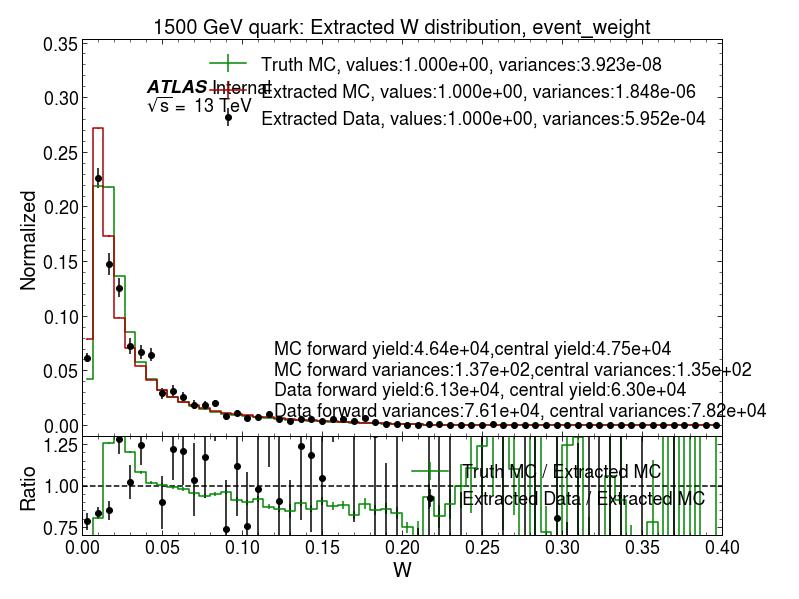 1500 GeV quark: Extracted W distribution, event_weight
Truth MC, values:1.000e+00, variances:3.923e-08
ATLAS Internal
Extracted MC, values:1.000e+00, variances:1.848e-06
√s = 13 TeV
Extracted Data, values:1.000e+00, variances:5.952e-04
0.35
0.30
0.25
0.20
0.15
0.10
0.05
0.00
Normalized
MC forward yield:4.64e+04,central yield:4.75e+04
MC forward variances:1.37e+02,central variances:1.35e+02
Data forward yield:6.13e+04, central yield:6.30e+04
Data forward variances:7.61e+04, central variances:7.82e+04
1.25
1.00
0.75
Ratio
Truth MC / Extracted MC
Extracted Data / Extracted MC
0.00 0.05 0.10 0.15 0.20 0.25 0.30 0.35 0.40
W